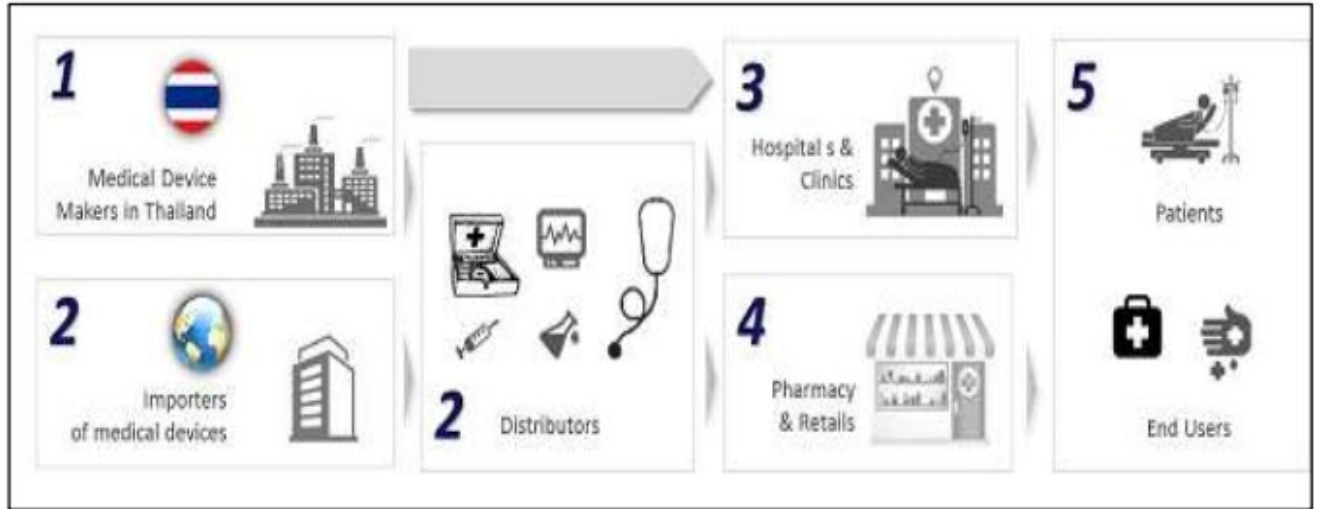 1
Medical Device
Makers in Thailand
2
Importers
of medical devices
2
Distributors
3
Hospital s &
Clinics
4
Pharmacy
& Retails
5
Patients
End Users